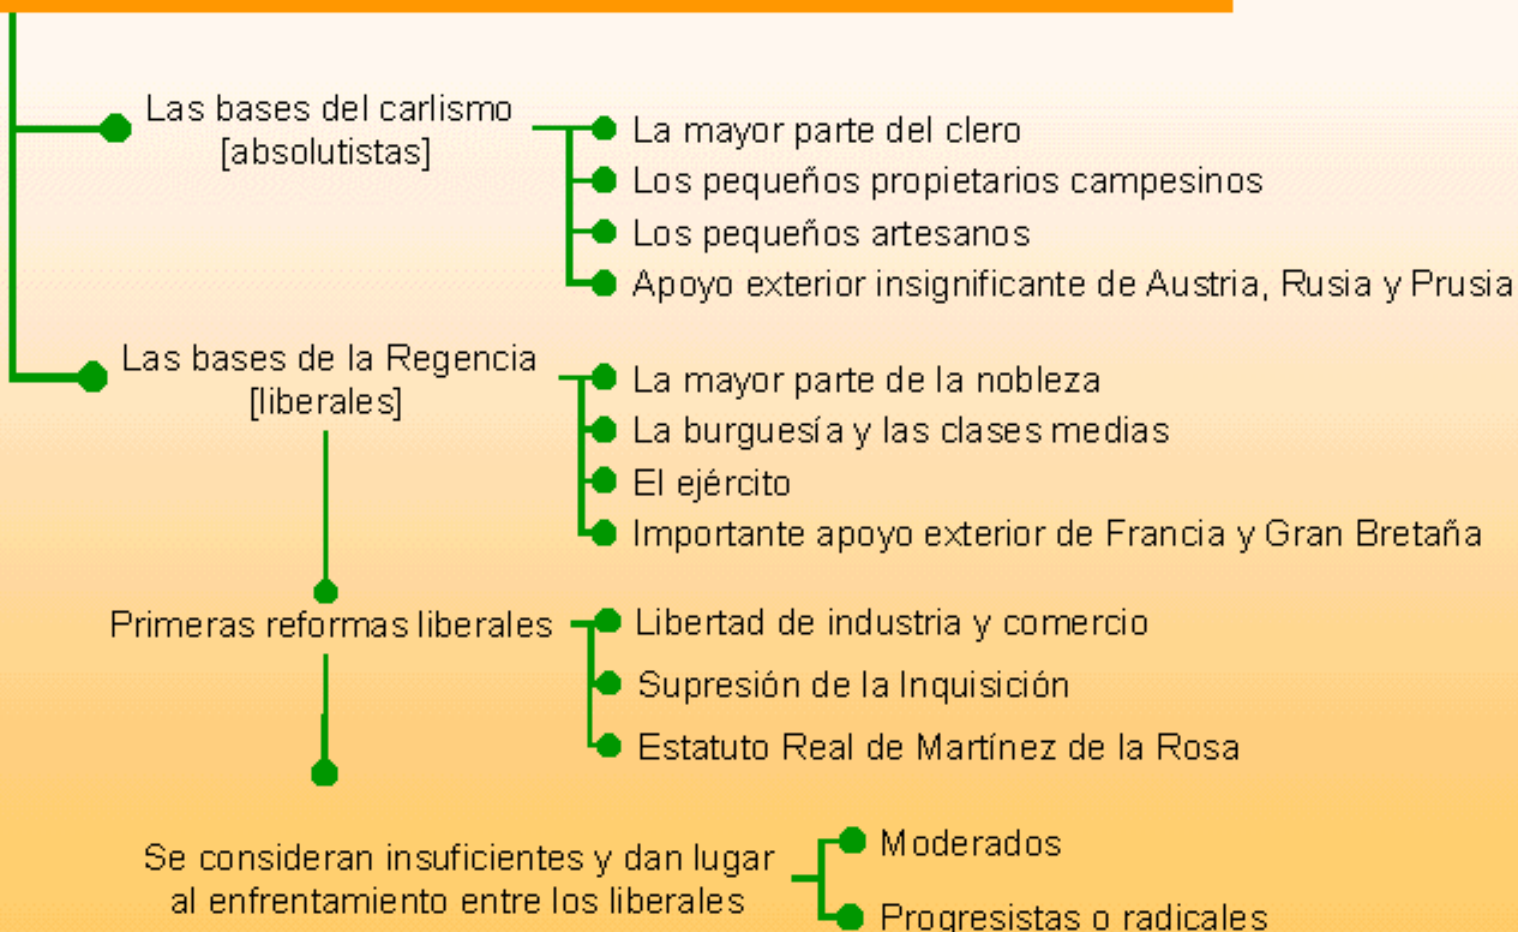 Las bases del carlismo
[absolutistas]
La mayor parte del clero
Los pequeños propietarios campesinos
Los pequeños artesanos
Apoyo exterior insignificante de Austria, Rusia y Prusia
Las bases de la Regencia
[liberales]
La mayor parte de la nobleza
La burguesía y las clases medias
El ejército
Importante apoyo exterior de Francia y Gran Bretaña
Primeras reformas liberales
Libertad de industria y comercio
Supresión de la Inquisición
Estatuto Real de Martínez de la Rosa
Se consideran insuficientes y dan lugar
al enfrentamiento entre los liberales
Moderados
Progresistas o radicales